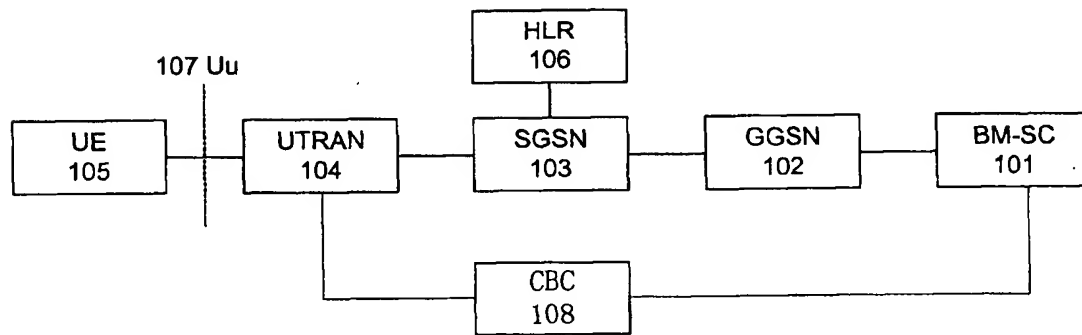 HLR
106
107 Uu
UE
105
UTRAN
104
SGSN
103
GGSN
102
BM-SC
101
CBC
108